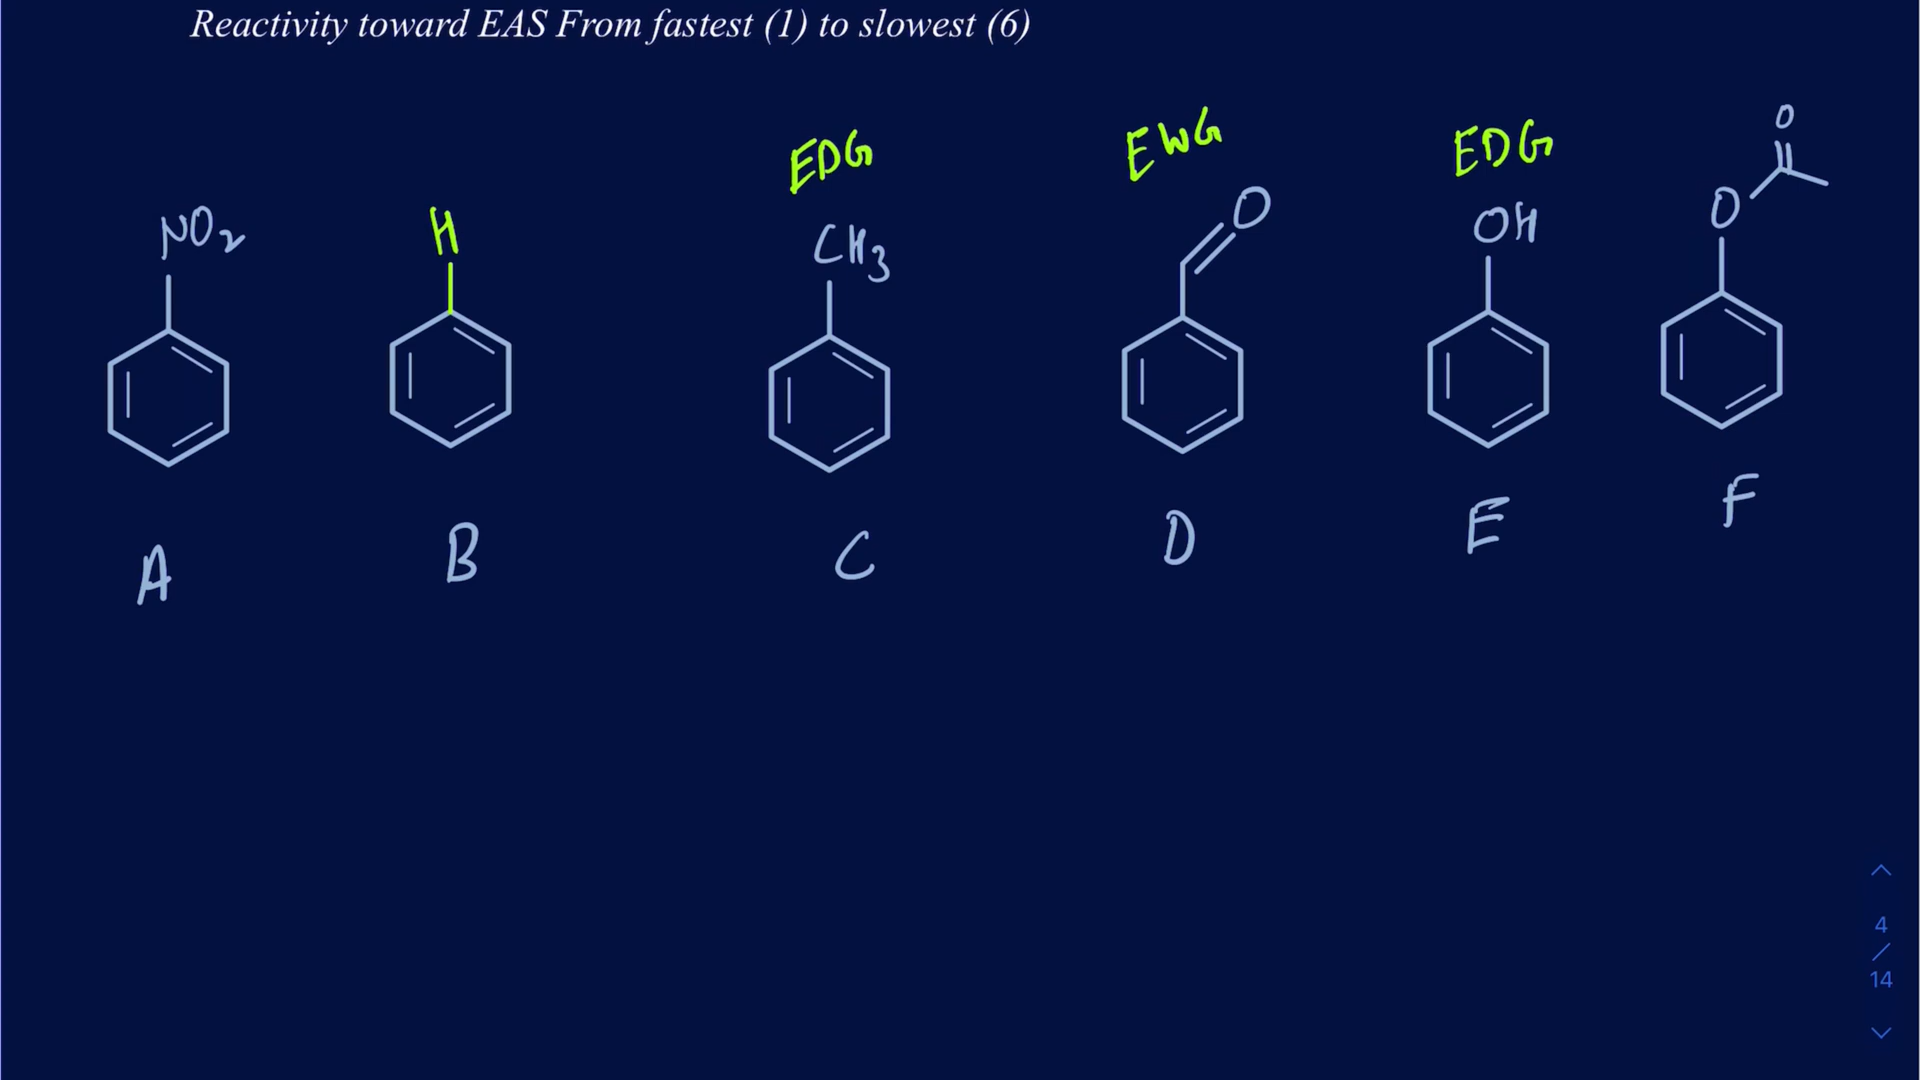 Reactivity toward EAS From fastest (1) to slowest (6)
EDG EWG EDG O
NO2 H CH3 O OH O
A B C D E F
4
/
14